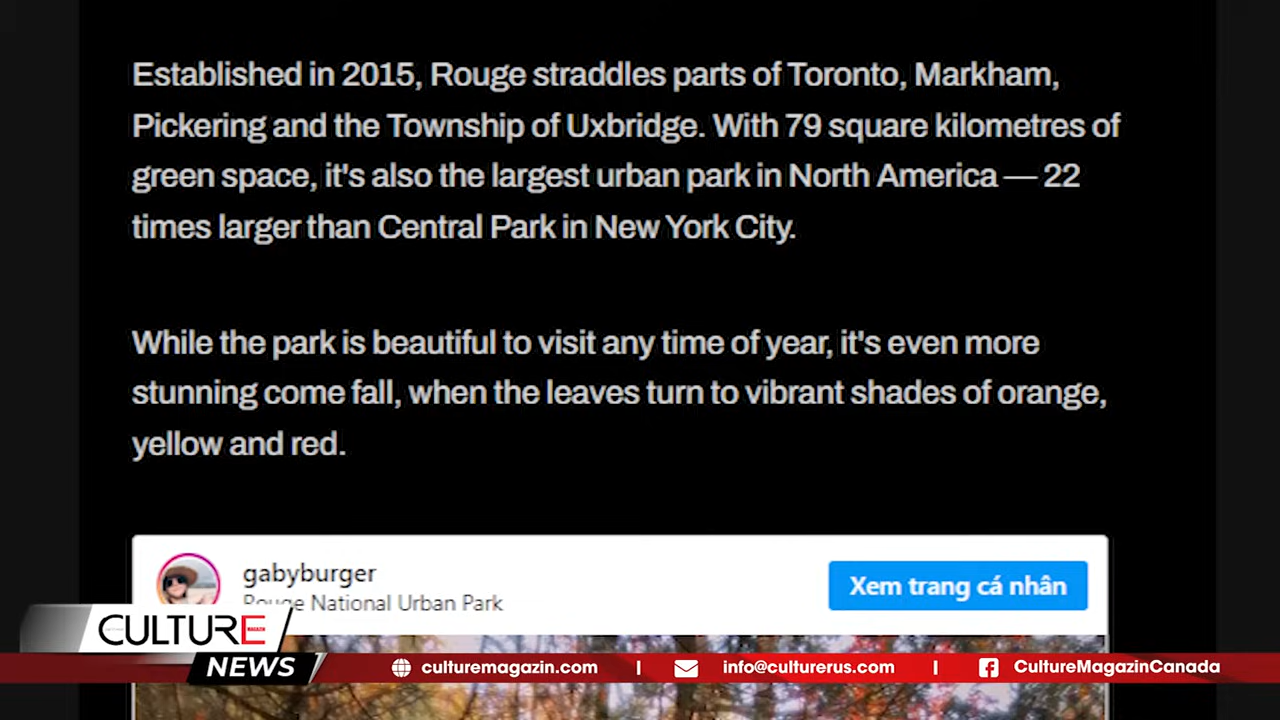 Established in 2015, Rouge straddles parts of Toronto, Markham,
Pickering and the Township of Uxbridge. With 79 square kilometres of
green space, it's also the largest urban park in North America — 22
times larger than Central Park in New York City.
While the park is beautiful to visit any time of year, it's even more
stunning come fall, when the leaves turn to vibrant shades of orange,
yellow and red.
gabyburger
Xem trang cá nhân
Rouge National Urban Park
CULTURE
MAGAZIN
NEWS
culturemagazin.com | info@culturerus.com | CultureMagazinCanada